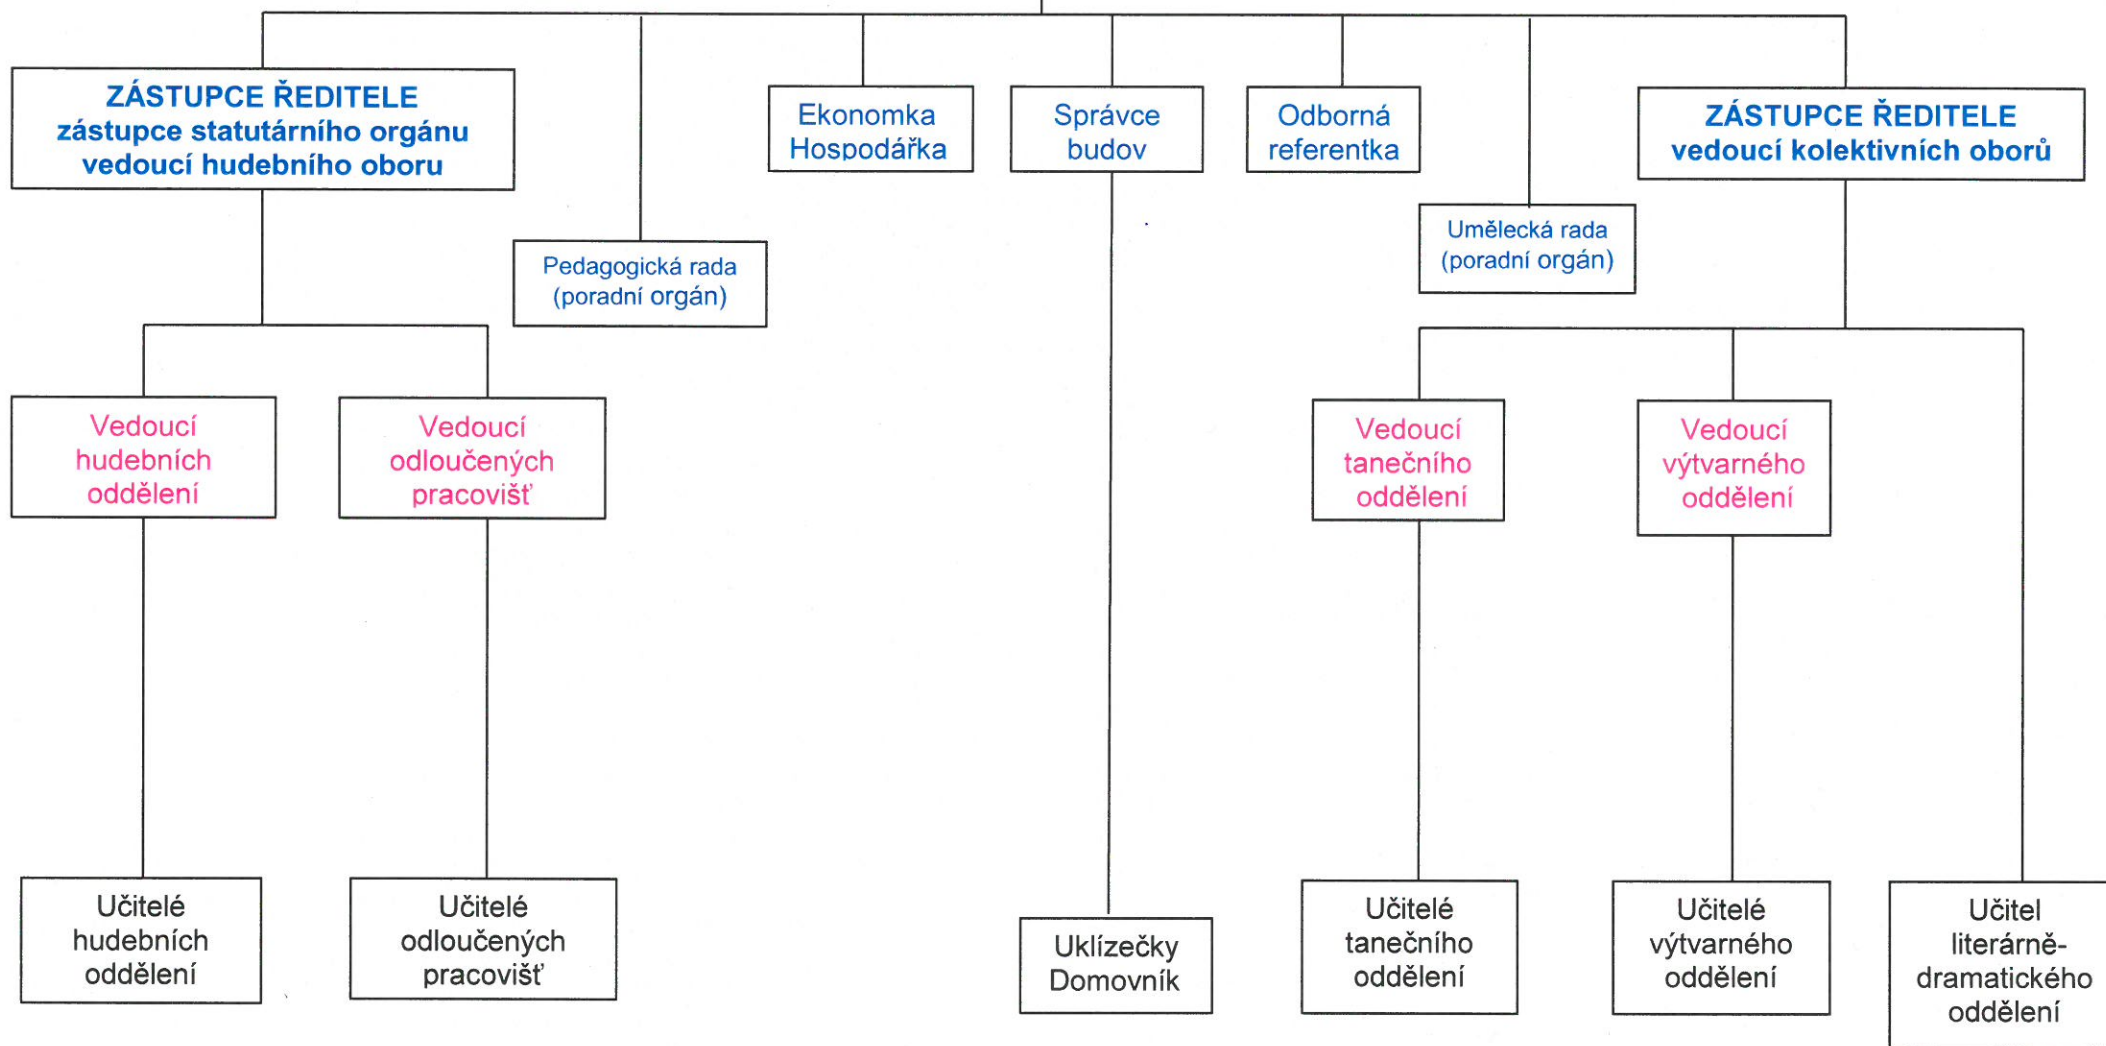 ZÁSTUPCE ŘEDITELE
zástupce statutárního orgánu
vedoucí hudebního oboru
Ekonomka
Hospodářka
Správce
budov
Odborná
referentka
ZÁSTUPCE ŘEDITELE
vedoucí kolektivních oborů
Pedagogická rada
(poradní orgán)
Umělecká rada
(poradní orgán)
Vedoucí
hudebních
oddělení
Vedoucí
odloučených
pracovišť
Vedoucí
tanečního
oddělení
Vedoucí
výtvarného
oddělení
Učitelé
hudebních
oddělení
Učitelé
odloučených
pracovišť
Uklízečky
Domovník
Učitelé
tanečního
oddělení
Učitelé
výtvarného
oddělení
Učitel
literárně-
dramatického
oddělení